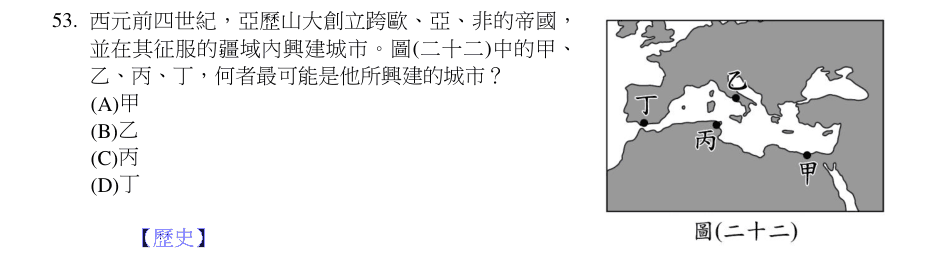 53. 西元前四世紀，亞歷山大創立跨歐、亞、非的帝國，
並在其征服的疆域內興建城市。圖(二十二)中的甲、
乙、丙、丁，何者最可能是他所興建的城市？
(A)甲
(B)乙
(C)丙
(D)丁
【歷史】
乙
丁
丙
甲
圖(二十二)